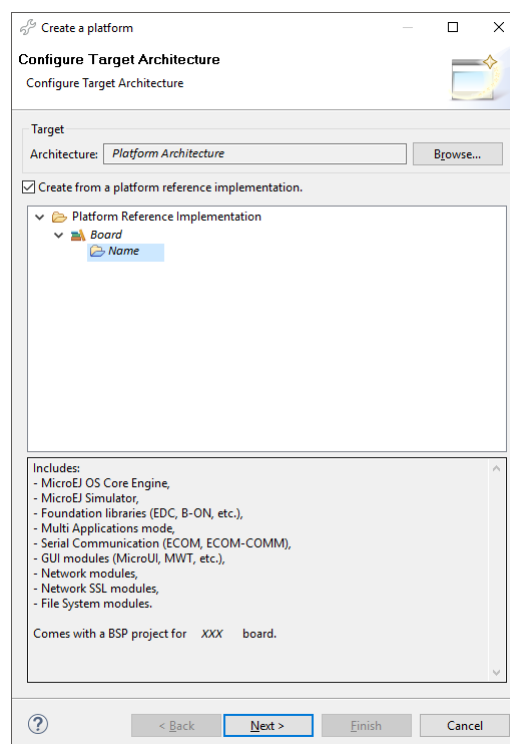 Create a platform
Configure Target Architecture
Configure Target Architecture
Target
Architecture: Platform Architecture Browse...
Create from a platform reference implementation.
Platform Reference Implementation
Board
Name
Includes:
- MicroEJ OS Core Engine,
- MicroEJ Simulator,
- Foundation libraries (EDC, B-ON, etc.),
- Multi Applications mode,
- Serial Communication (ECOM, ECOM-COMM),
- GUI modules (MicroUI, MWT, etc.),
- Network modules,
- Network SSL modules,
- File System modules.
Comes with a BSP project for XXX board.
? < Back Next > Finish Cancel